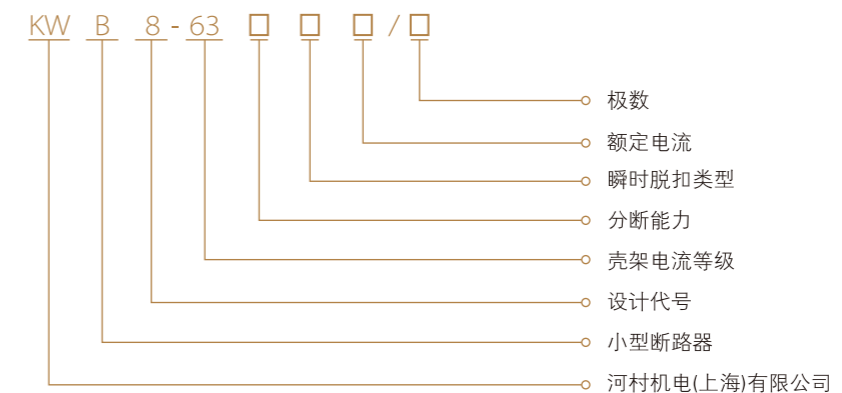 KW B 8 - 63 □ □ □ / □
极数
额定电流
瞬时脱扣类型
分断能力
壳架电流等级
设计代号
小型断路器
河村机电(上海)有限公司